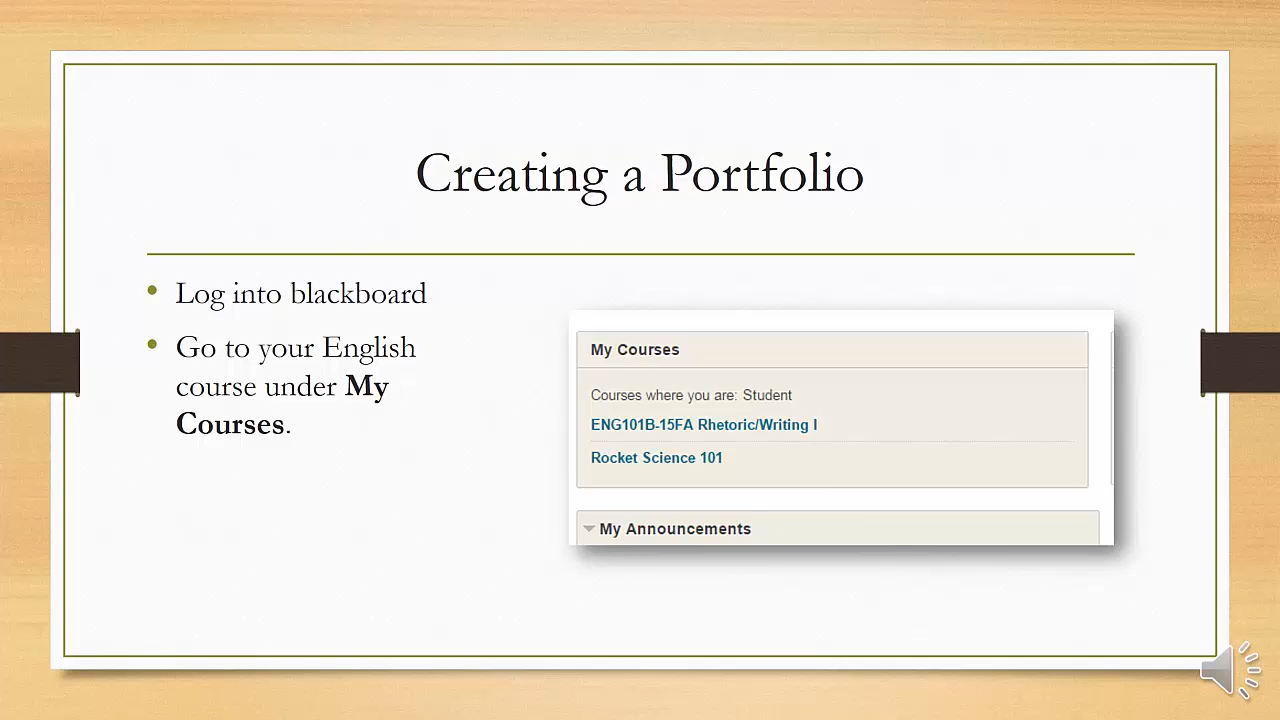 Creating a Portfolio
• Log into blackboard
• Go to your English
course under My
Courses.
My Courses
Courses where you are: Student
ENG101B-15FA Rhetoric/Writing I
Rocket Science 101
My Announcements